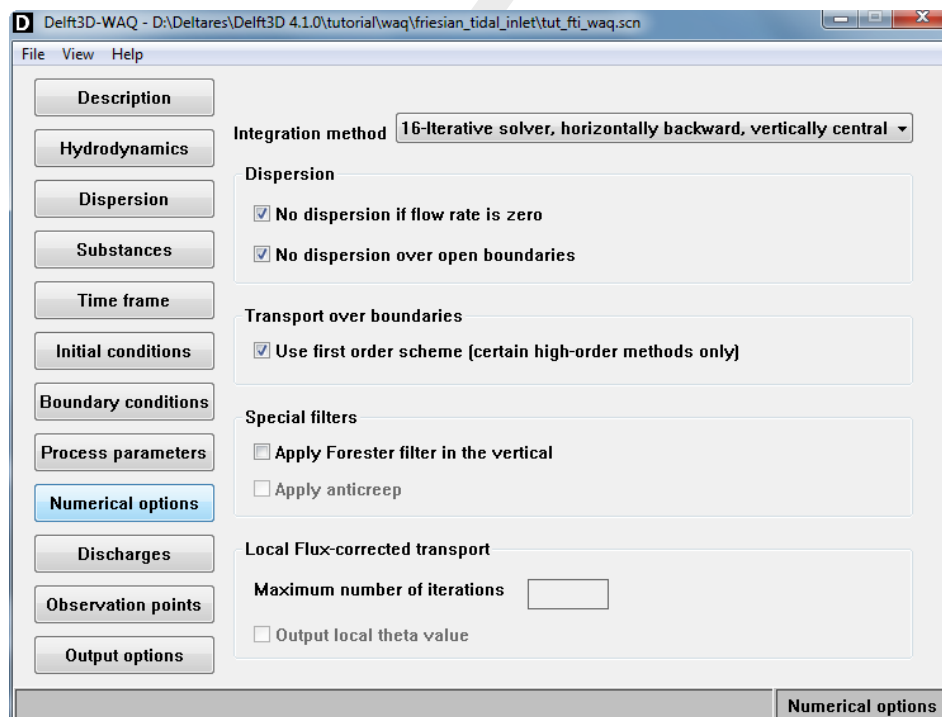 D Delft3D-WAQ - D:\Deltares\Delft3D 4.1.0\tutorial\waq\friesian_tidal_inlet\tut_fti_waq.scn
File View Help
Description
Hydrodynamics
Dispersion
Substances
Time frame
Initial conditions
Boundary conditions
Process parameters
Numerical options
Discharges
Observation points
Output options
Integration method 16-Iterative solver, horizontally backward, vertically central
Dispersion
No dispersion if flow rate is zero
No dispersion over open boundaries
Transport over boundaries
Use first order scheme (certain high-order methods only)
Special filters
Apply Forester filter in the vertical
Apply anticreep
Local Flux-corrected transport
Maximum number of iterations
Output local theta value
Numerical options